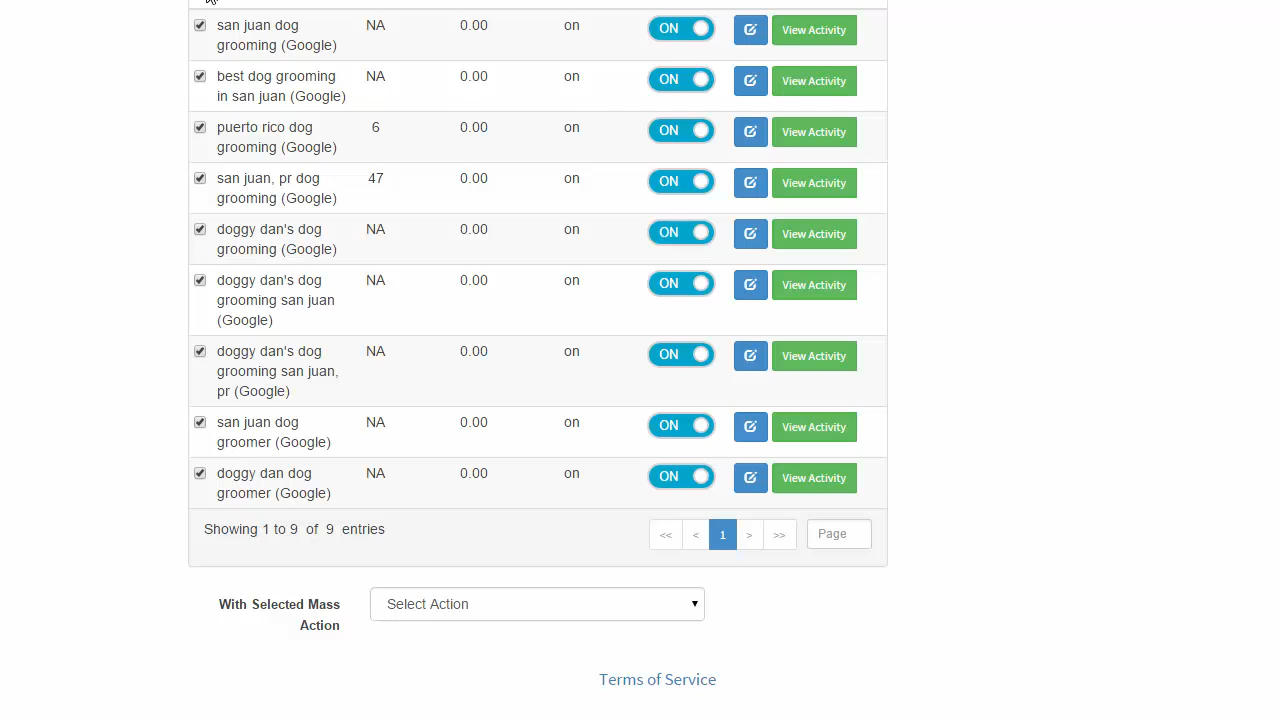 san juan dog NA 0.00 on ON View Activity
grooming (Google)
best dog grooming NA 0.00 on ON View Activity
in san juan (Google)
puerto rico dog 6 0.00 on ON View Activity
grooming (Google)
san juan, pr dog 47 0.00 on ON View Activity
grooming (Google)
doggy dan's dog NA 0.00 on ON View Activity
grooming (Google)
doggy dan's dog NA 0.00 on ON View Activity
grooming san juan
(Google)
doggy dan's dog NA 0.00 on ON View Activity
grooming san juan,
pr (Google)
san juan dog NA 0.00 on ON View Activity
groomer (Google)
doggy dan dog NA 0.00 on ON View Activity
groomer (Google)
Showing 1 to 9 of 9 entries << < 1 > >> Page
With Selected Mass Select Action
Action
Terms of Service